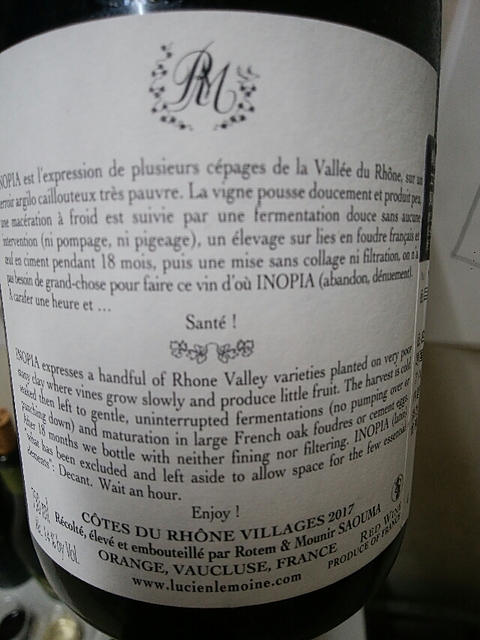 RM
INOPIA est l'expression de plusieurs cépages de la Vallée du Rhône, sur un
terroir argilo caillouteux très pauvre. La vigne pousse doucement et produit peu,
une macération à froid est suivie par une fermentation douce sans aucune
intervention (ni pompage, ni pigeage), un élevage sur lies en foudre français et
œuf en ciment pendant 18 mois, puis une mise sans collage ni filtration, on a
pas besoin de grand-chose pour faire ce vin d'où INOPIA (abandon, dénuement).
A carafer une heure et ...
Santé !
INOPIA expresses a handful of Rhone Valley varieties planted on very poor
stony clay where vines grow slowly and produce little fruit. The harvest is cold
soaked then left to gentle, uninterrupted fermentations (no pumping over or
punching down) and maturation in large French oak foudres or cement eggs.
After 18 months we bottle with neither fining nor filtering. INOPIA (latin)
"what has been excluded and left aside to allow space for the few essential
elements": Decant. Wait an hour.
Enjoy !
CÔTES DU RHÔNE VILLAGES 2017
Récolté, élevé et embouteillé par Rotem & Mounir SAOUMA
ORANGE, VAUCLUSE, FRANCE
www.lucienlemoine.com
750 ml.
Alc. 14%/Vol.
RED WINE
PRODUCE OF FRANCE